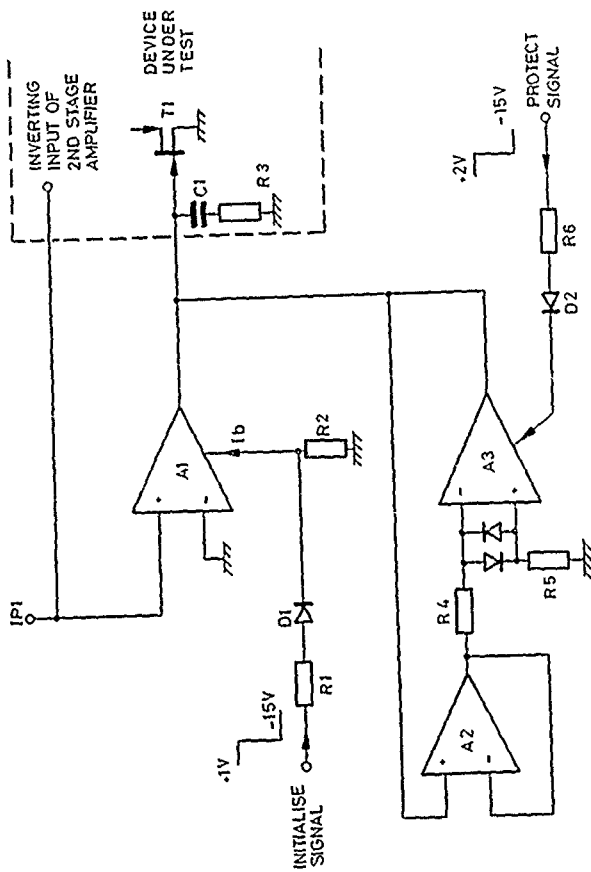 INVERTING
INPUT OF
2ND STAGE
AMPLIFIER
DEVICE
UNDER
TEST
T1
C1
R3
IP1
+
-
A1
Ib
R2
D1
R1
+1V
-15V
INITIALISE
SIGNAL
-
+
A3
R4
R5
+
-
A2
D2
R6
+2V
-15V
PROTECT
SIGNAL